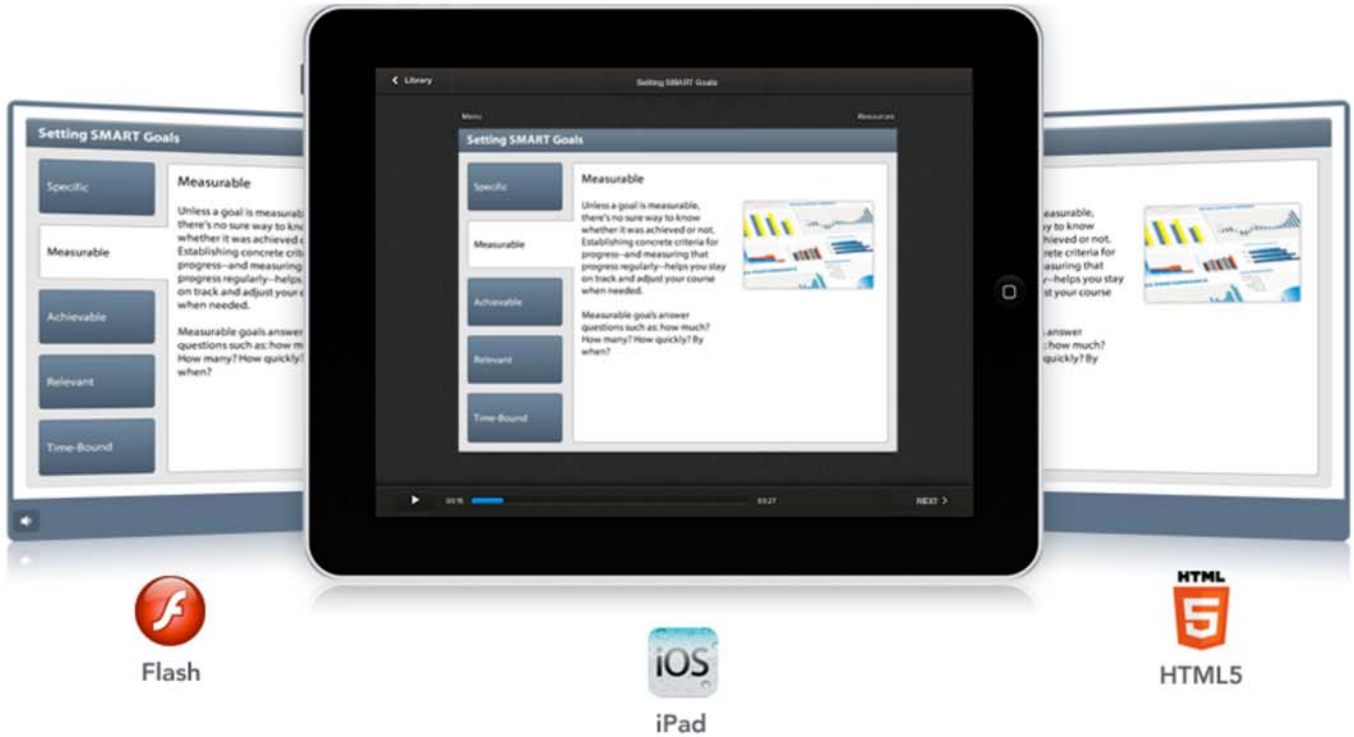 Setting SMART Goals
Specific
Measurable
Achievable
Relevant
Time-Bound
Measurable
Unless a goal is measurab
there's no sure way to kno
whether it was achieved
Establishing concrete crit
progress--and measuring
progress regularly--helps
on track and adjust your
when needed.
Measurable goals answer
questions such as: how m
How many? How quickly?
when?
Library
Setting SMART Goals
Menu
Resources
Setting SMART Goals
Specific
Measurable
Achievable
Relevant
Time-Bound
Measurable
Unless a goal is measurable,
there's no sure way to know
whether it was achieved or not.
Establishing concrete criteria for
progress--and measuring that
progress regularly--helps you stay
on track and adjust your course
when needed.
Measurable goals answer
questions such as: how much?
How many? How quickly? By
when?
NEXT
easurable,
y to know
hieved or not.
rete criteria for
asuring that
y--helps you stay
st your course
answer
: how much?
quickly? By
Flash
iOS
iPad
HTML
5
HTML5